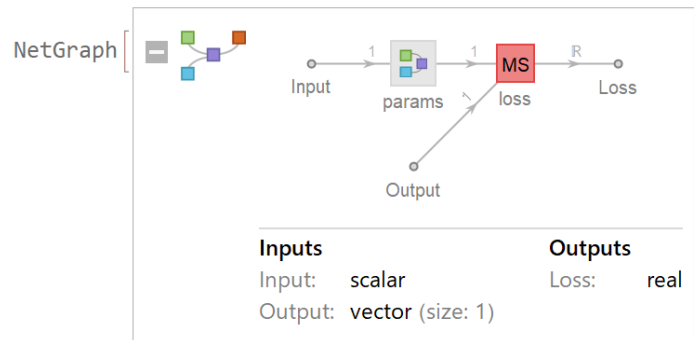 NetGraph
1 1 MS ℝ
Input params loss Loss
1
Output
Inputs Outputs
Input: scalar Loss: real
Output: vector (size: 1)